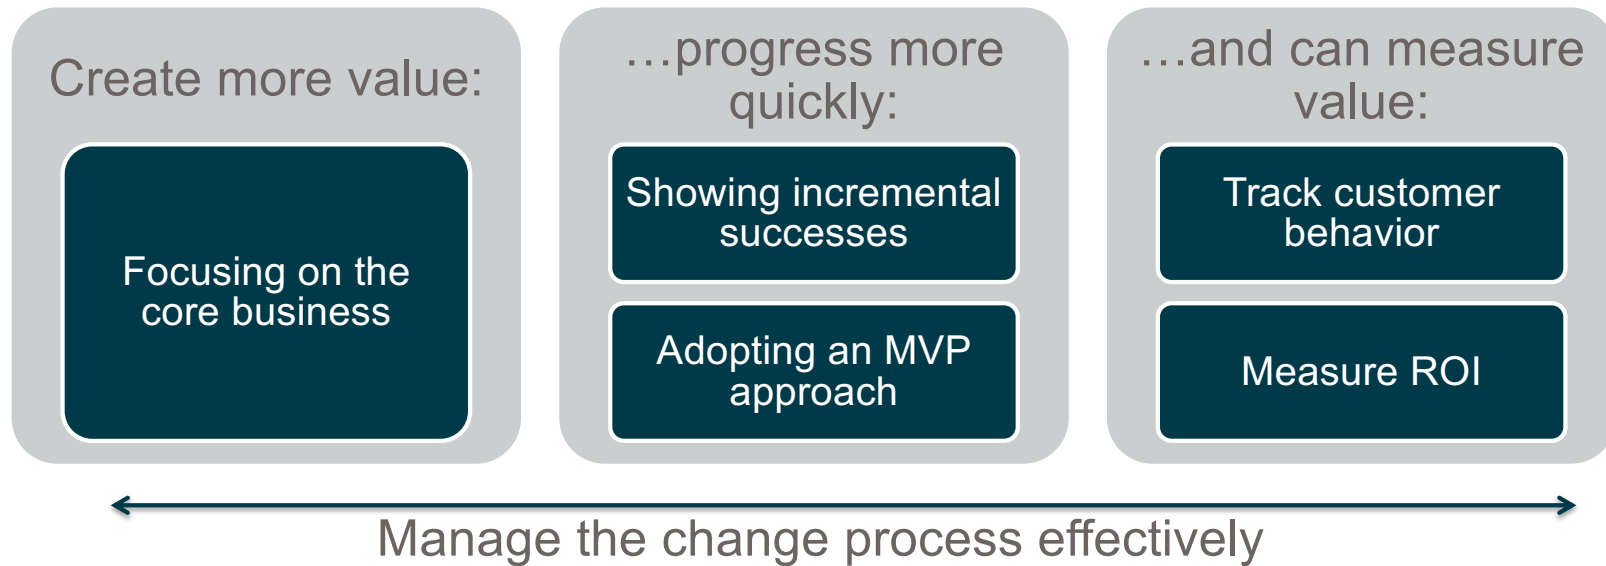 Create more value:
Focusing on the
core business
…progress more
quickly:
Showing incremental
successes
Adopting an MVP
approach
…and can measure
value:
Track customer
behavior
Measure ROI
Manage the change process effectively